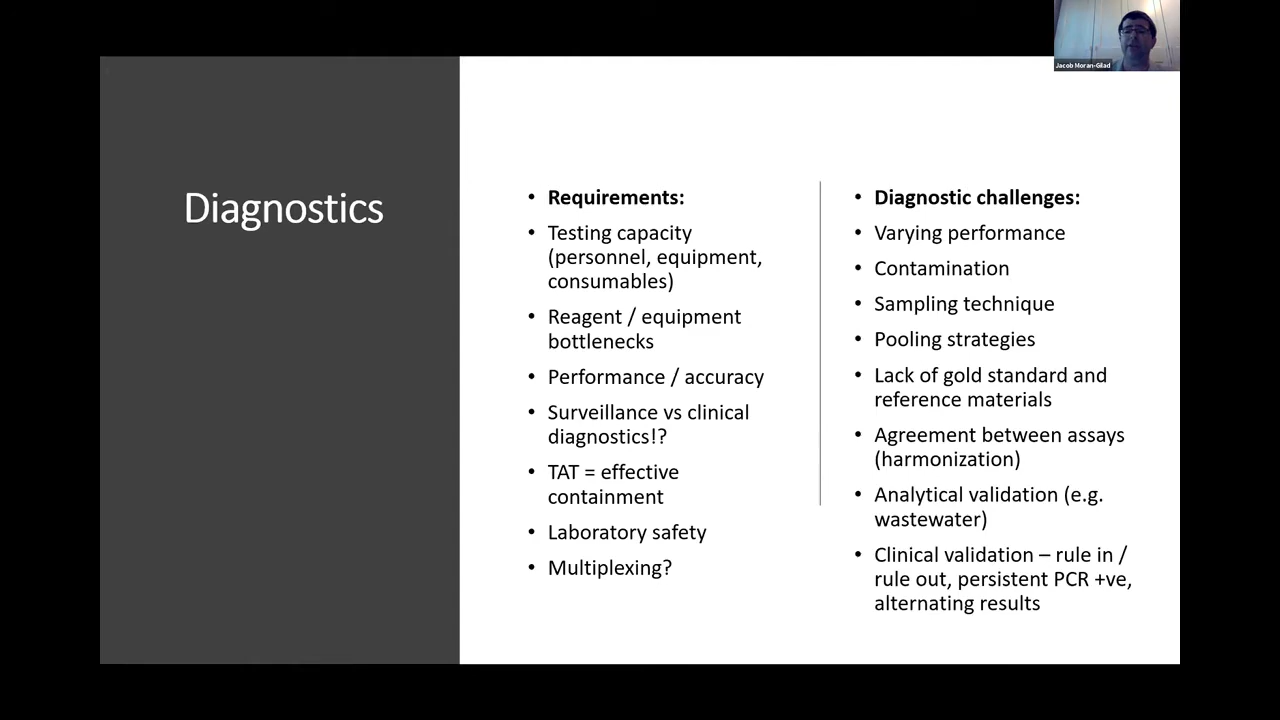 Jacob Moran-Gilad
Diagnostics
• Requirements:
• Testing capacity
(personnel, equipment,
consumables)
• Reagent / equipment
bottlenecks
• Performance / accuracy
• Surveillance vs clinical
diagnostics!?
• TAT = effective
containment
• Laboratory safety
• Multiplexing?
• Diagnostic challenges:
• Varying performance
• Contamination
• Sampling technique
• Pooling strategies
• Lack of gold standard and
reference materials
• Agreement between assays
(harmonization)
• Analytical validation (e.g.
wastewater)
• Clinical validation – rule in /
rule out, persistent PCR +ve,
alternating results